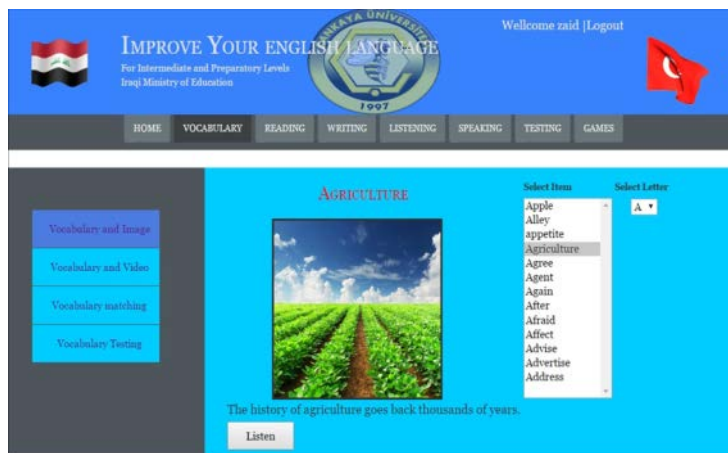 Wellcome zaid |Logout
IMPROVE YOUR ENGLISH LANGUAGE
For Intermediate and Preparatory Levels
Iraqi Ministry of Education
ANKAYA ÜNİVERSİTESİ
1997
HOME VOCABULARY READING WRITING LISTENING SPEAKING TESTING GAMES
Vocabulary and Image
Vocabulary and Video
Vocabulary matching
Vocabulary Testing
AGRICULTURE
The history of agriculture goes back thousands of years.
Listen
Select Item
Apple
Alley
appetite
Agriculture
Agree
Agent
Again
After
Afraid
Affect
Advise
Advertise
Address
Select Letter
A